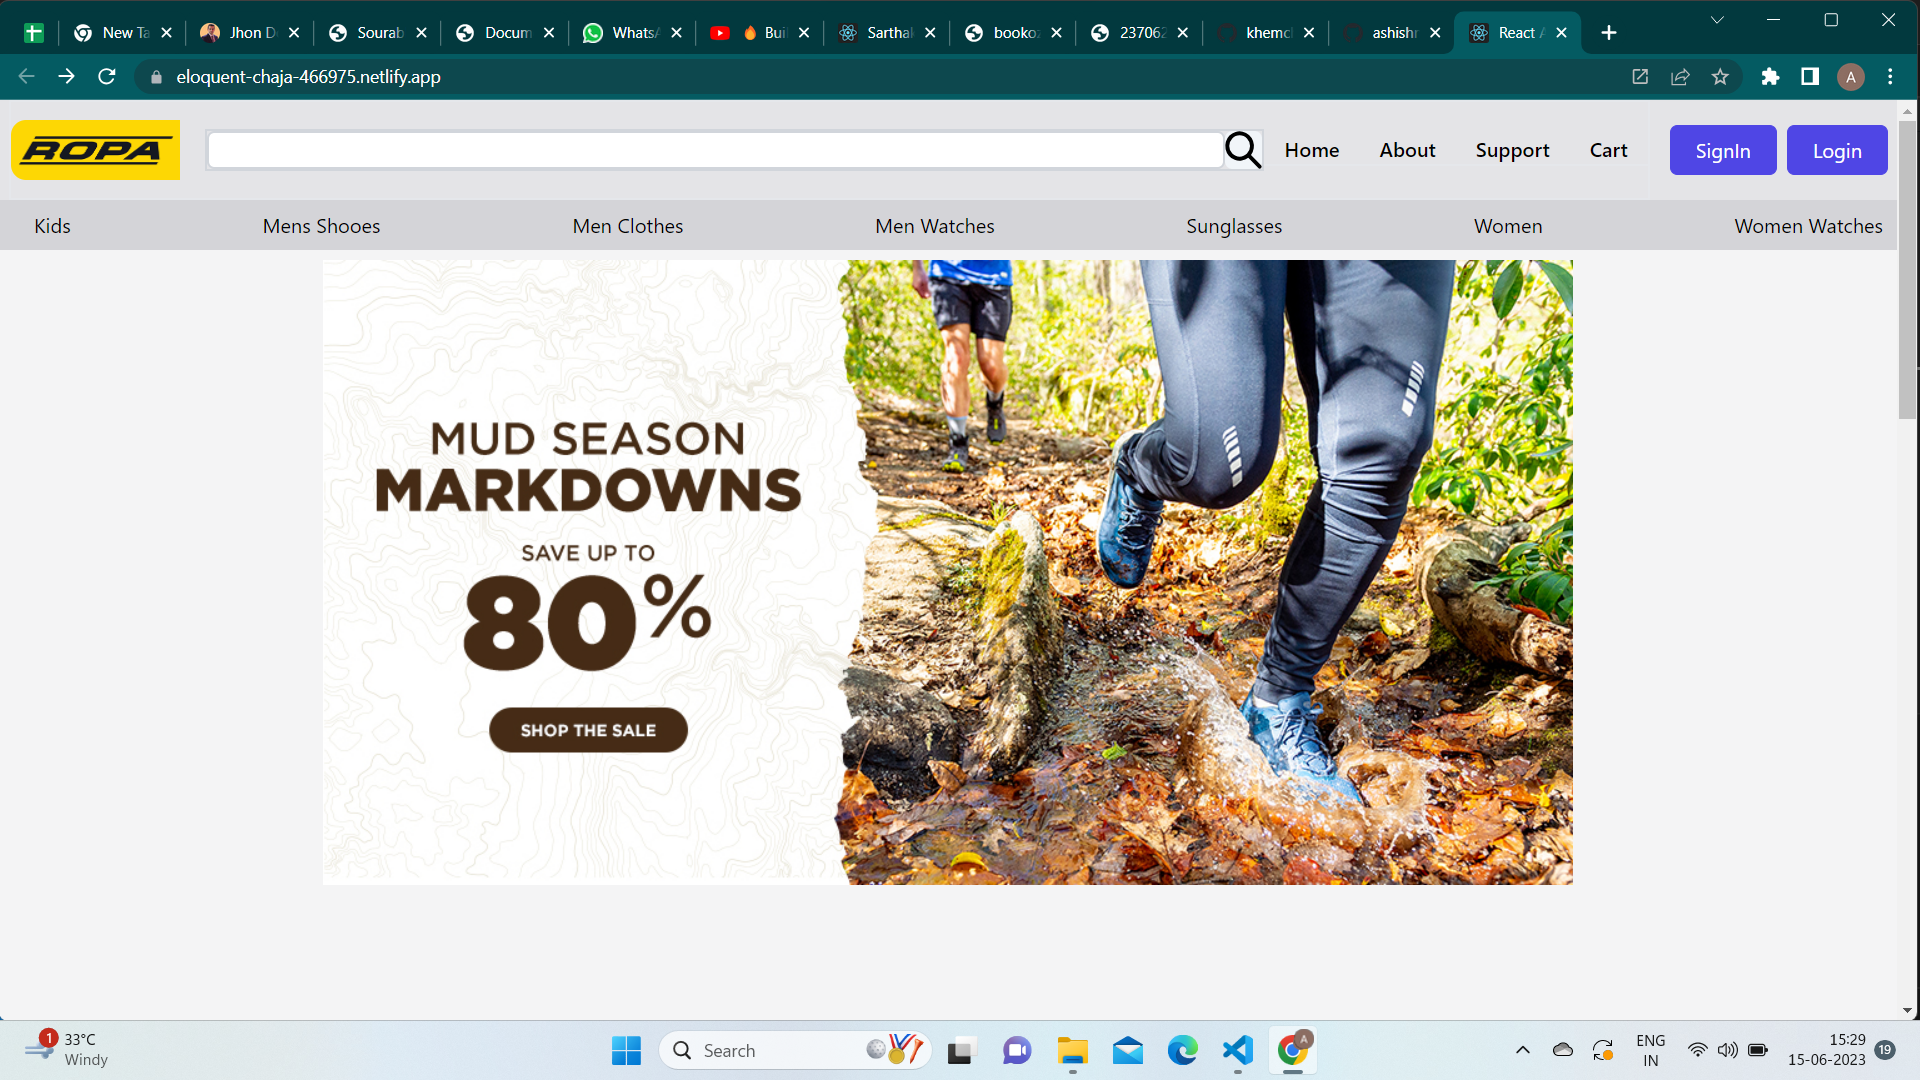 New Ta
Jhon D
Sourab
Docum
WhatsA
Buil
Sarthak
booko
237062
khemch
ashishr
React A
eloquent-chaja-466975.netlify.app
A
ROPA
Home
About
Support
Cart
SignIn
Login
Kids
Mens Shooes
Men Clothes
Men Watches
Sunglasses
Women
Women Watches
MUD SEASON
MARKDOWNS
SAVE UP TO
80%
SHOP THE SALE
1
33°C
Windy
Search
A
ENG
IN
15:29
15-06-2023
19